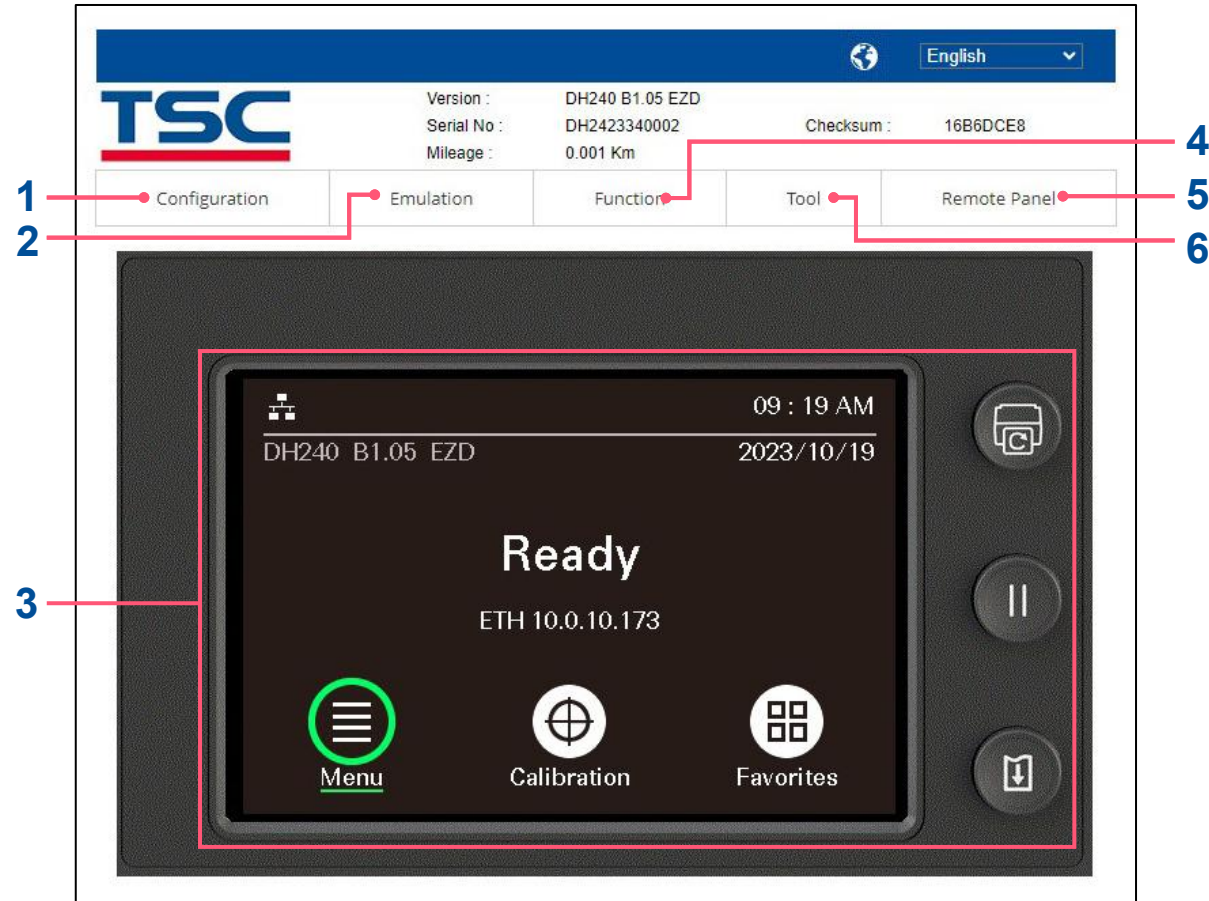 English
TSC
Version : DH240 B1.05 EZD
Serial No : DH2423340002 Checksum : 16B6DCE8
Mileage : 0.001 Km
4
1 Configuration Emulation Function Tool Remote Panel 5
2 6
09 : 19 AM
DH240 B1.05 EZD 2023/10/19
Ready
3
ETH 10.0.10.173
Menu Calibration Favorites